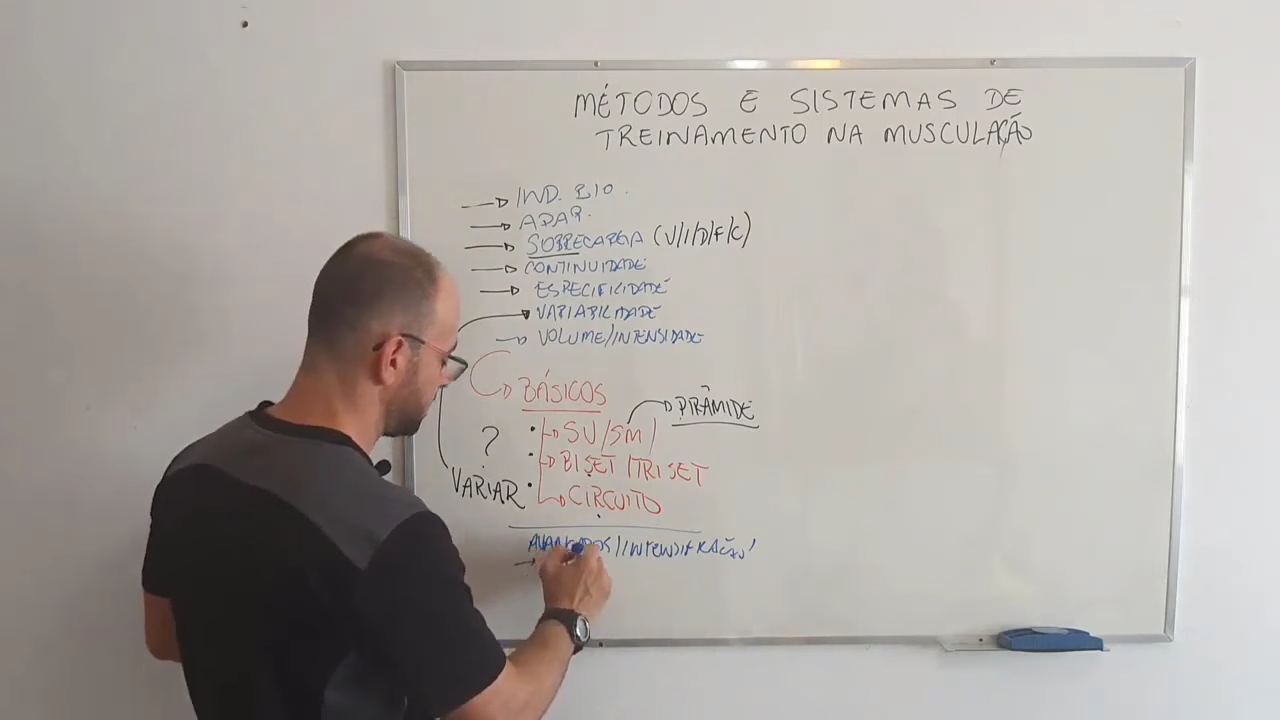 MÉTODOS E SISTEMAS DE
TREINAMENTO NA MUSCULAÇÃO
IND. BIO.
ADAP.
SOBRECARGA (V/I/D/F/C)
CONTINUIDADE
ESPECIFICIDADE
VARIABILIDADE
VOLUME/INTENSIDADE
BÁSICOS
PIRÂMIDE
SU/SM/
?
BISET/TRISET
VARIAR
CIRCUITO
AVANÇADOS/INTENSIFICAÇÃO